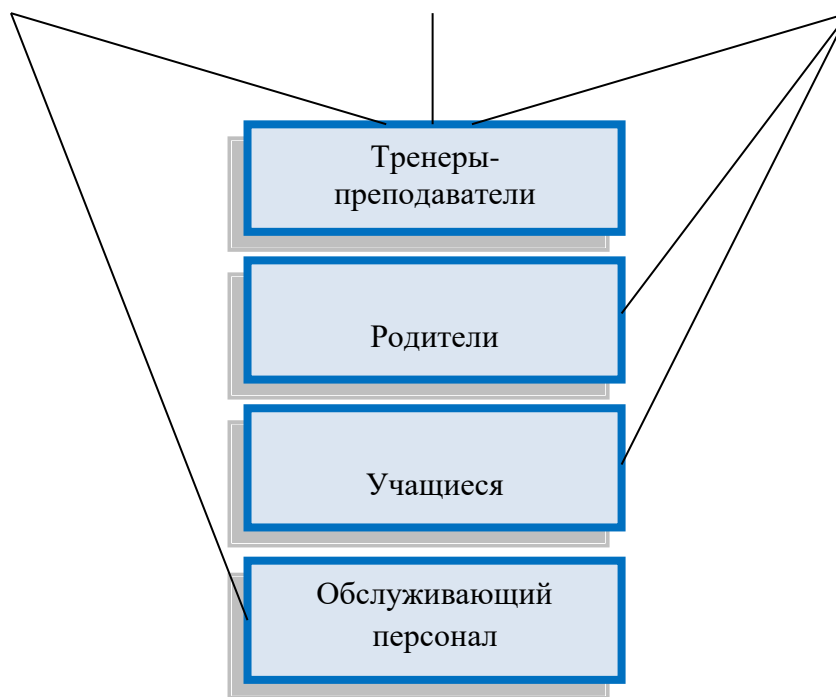 Тренеры-
преподаватели
Родители
Учащиеся
Обслуживающий
персонал